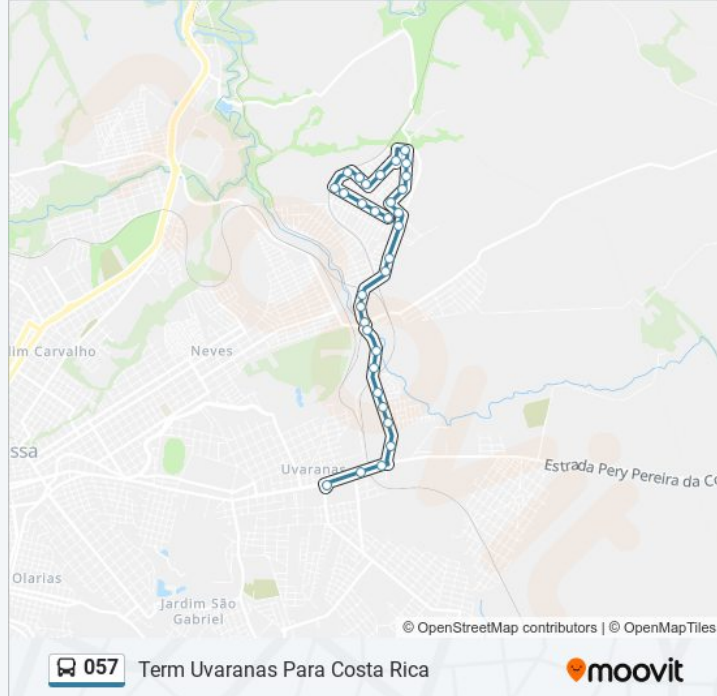 dim Carvalho
Neves
ssa
Uvaranas
Estrada Pery Pereira da Co
Olarias
Jardim São
Gabriel
© OpenStreetMap contributors | © OpenMapTiles
057 Term Uvaranas Para Costa Rica
moovit